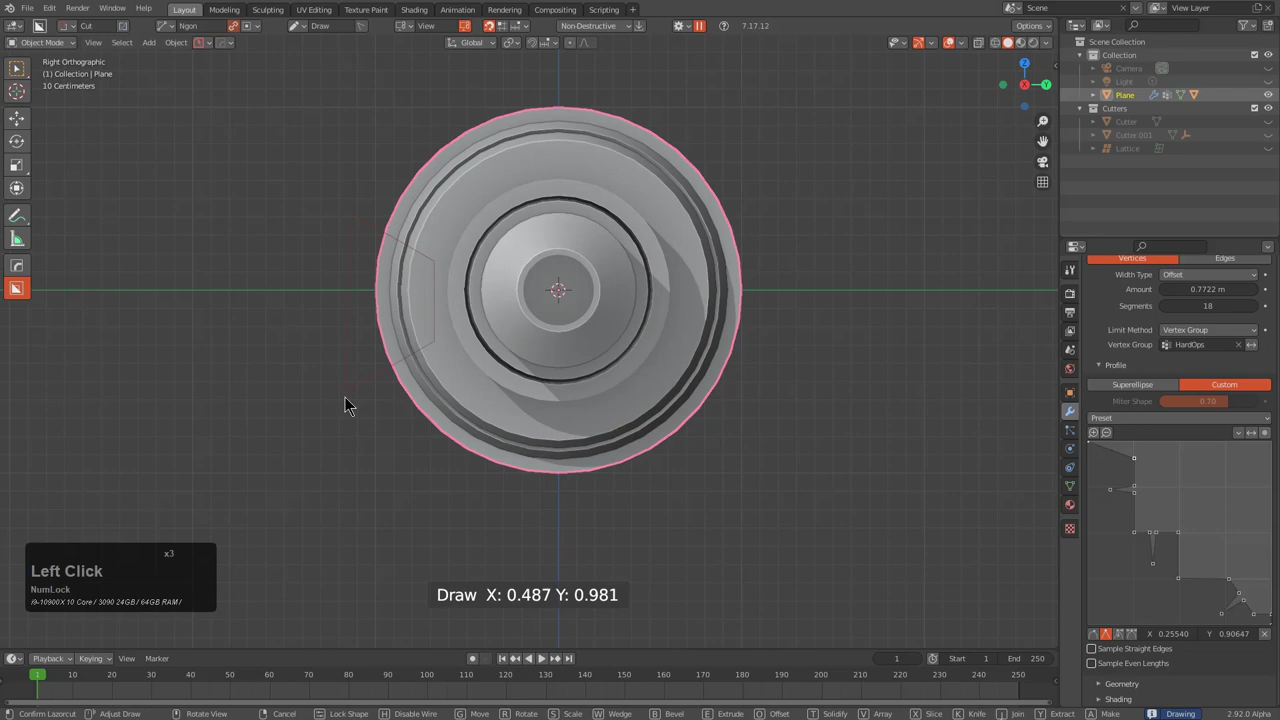 File Edit Render Window Help
Layout Modeling Sculpting UV Editing Texture Paint Shading Animation Rendering Compositing Scripting +
Scene
View Layer
Cut Ngon Draw View Non-Destructive 7.17.12 Options
Object Mode View Select Add Object Global
Right Orthographic
(1) Collection | Plane
10 Centimeters
Z
X
Y
Scene Collection
Collection
Camera
Light
Plane
Cutters
Cutter
Cutter.001
Lattice
Vertices Edges
Width Type Offset
Amount 0.7722 m
Segments 18
Limit Method Vertex Group
Vertex Group HardOps
Profile
Superellipse Custom
Miter Shape 0.70
Preset
X 0.25540 Y 0.90647
Sample Straight Edges
Sample Even Lengths
Geometry
Shading
x3
Left Click
NumLock
i9-10900X 10 Core / 3090 24GB / 64GB RAM /
Draw X: 0.487 Y: 0.981
Playback Keying View Marker 1 Start 1 End 250
1 10 20 30 40 50 60 70 80 90 100 110 120 130 140 150 160 170 180 190 200 210 220 230 240 250
Confirm Lazorcut Adjust Draw Rotate View Cancel Lock Shape Disable Wire Move Rotate Scale Wedge Bevel Extrude Offset Solidify Array Slice Knife Join Extract Make Drawing 2.92.0 Alpha